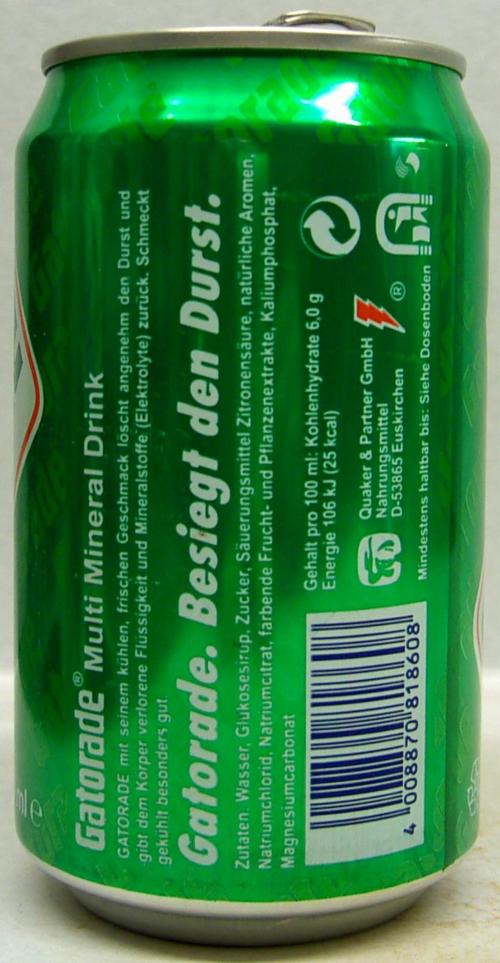 Gatorade® Multi Mineral Drink
GATORADE mit seinem kühlen, frischen Geschmack löscht angenehm den Durst und
gibt dem Körper verlorene Flüssigkeit und Mineralstoffe (Elektrolyte) zurück. Schmeckt
gekühlt besonders gut.
Gatorade. Besiegt den Durst.
Zutaten: Wasser, Glukosesirup, Zucker, Säuerungsmittel Zitronensäure, natürliche Aromen,
Natriumchlorid, Natriumcitrat, färbende Frucht- und Pflanzenextrakte, Kaliumphosphat,
Magnesiumcarbonat
Gehalt pro 100 ml: Kohlenhydrate 6,0 g
Energie 106 kJ (25 kcal)
Quaker & Partner GmbH
Nahrungsmittel
D-53865 Euskirchen
®
Mindestens haltbar bis: Siehe Dosenboden
4 008870 818608
ml e